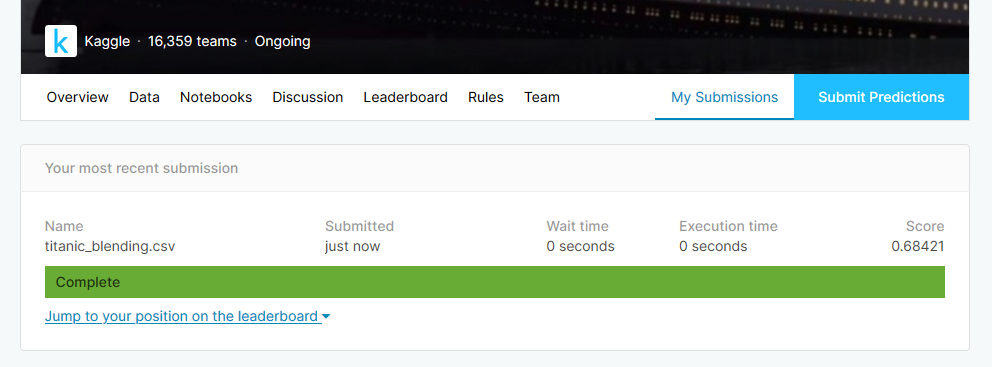 k Kaggle · 16,359 teams · Ongoing
Overview Data Notebooks Discussion Leaderboard Rules Team My Submissions Submit Predictions
Your most recent submission
Name Submitted Wait time Execution time Score
titanic_blending.csv just now 0 seconds 0 seconds 0.68421
Complete
Jump to your position on the leaderboard